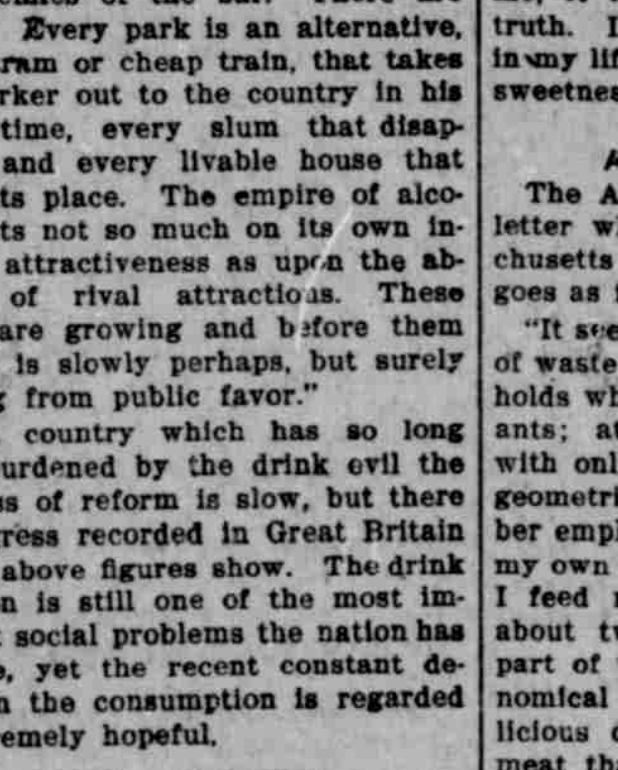 Every park is an alternative,
ram or cheap train, that takes
rker out to the country in his
time, every slum that disap-
and every livable house that
ts place. The empire of alco-
ts not so much on its own in-
attractiveness as upon the ab-
of rival attractions. These
are growing and before them
is slowly perhaps, but surely
from public favor."
country which has so long
urdened by the drink evil the
ss of reform is slow, but there
ress recorded in Great Britain
above figures show. The drink
n is still one of the most im-
social problems the nation has
e, yet the recent constant de-
n the consumption is regarded
emely hopeful.
truth. I
in my lif
sweetnes
A
The A
letter w
chusetts
goes as
"It see
of waste
holds wh
ants; at
with onl
geometri
ber empl
my own
I feed
about tw
part of
nomical
licious
meat tha